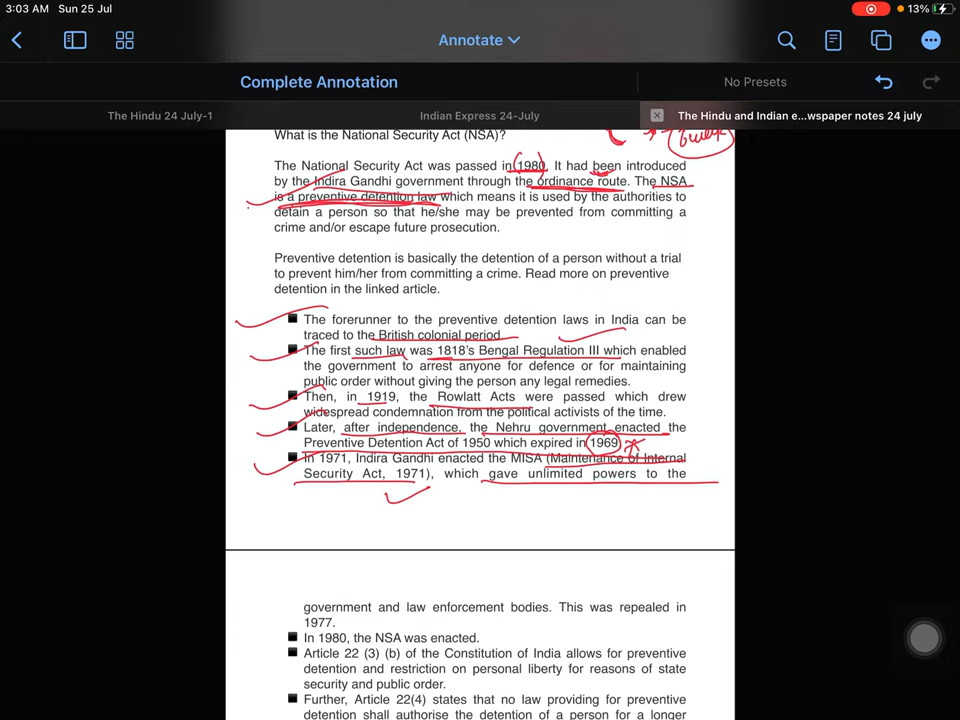 3:03 AM Sun 25 Jul
13%
Annotate
Complete Annotation
No Presets
The Hindu 24 July-1
Indian Express 24-July
The Hindu and Indian e...wspaper notes 24 july
What is the National Security Act (NSA)?
The National Security Act was passed in 1980. It had been introduced
by the Indira Gandhi government through the ordinance route. The NSA
is a preventive detention law which means it is used by the authorities to
detain a person so that he/she may be prevented from committing a
crime and/or escape future prosecution.
Preventive detention is basically the detention of a person without a trial
to prevent him/her from committing a crime. Read more on preventive
detention in the linked article.
The forerunner to the preventive detention laws in India can be
traced to the British colonial period.
The first such law was 1818's Bengal Regulation III which enabled
the government to arrest anyone for defence or for maintaining
public order without giving the person any legal remedies.
Then, in 1919, the Rowlatt Acts were passed which drew
widespread condemnation from the political activists of the time.
Later, after independence, the Nehru government enacted the
Preventive Detention Act of 1950 which expired in 1969.
In 1971, Indira Gandhi enacted the MISA (Maintenance of Internal
Security Act, 1971), which gave unlimited powers to the
government and law enforcement bodies. This was repealed in
1977.
In 1980, the NSA was enacted.
Article 22 (3) (b) of the Constitution of India allows for preventive
detention and restriction on personal liberty for reasons of state
security and public order.
Further, Article 22(4) states that no law providing for preventive
detention shall authorise the detention of a person for a longer